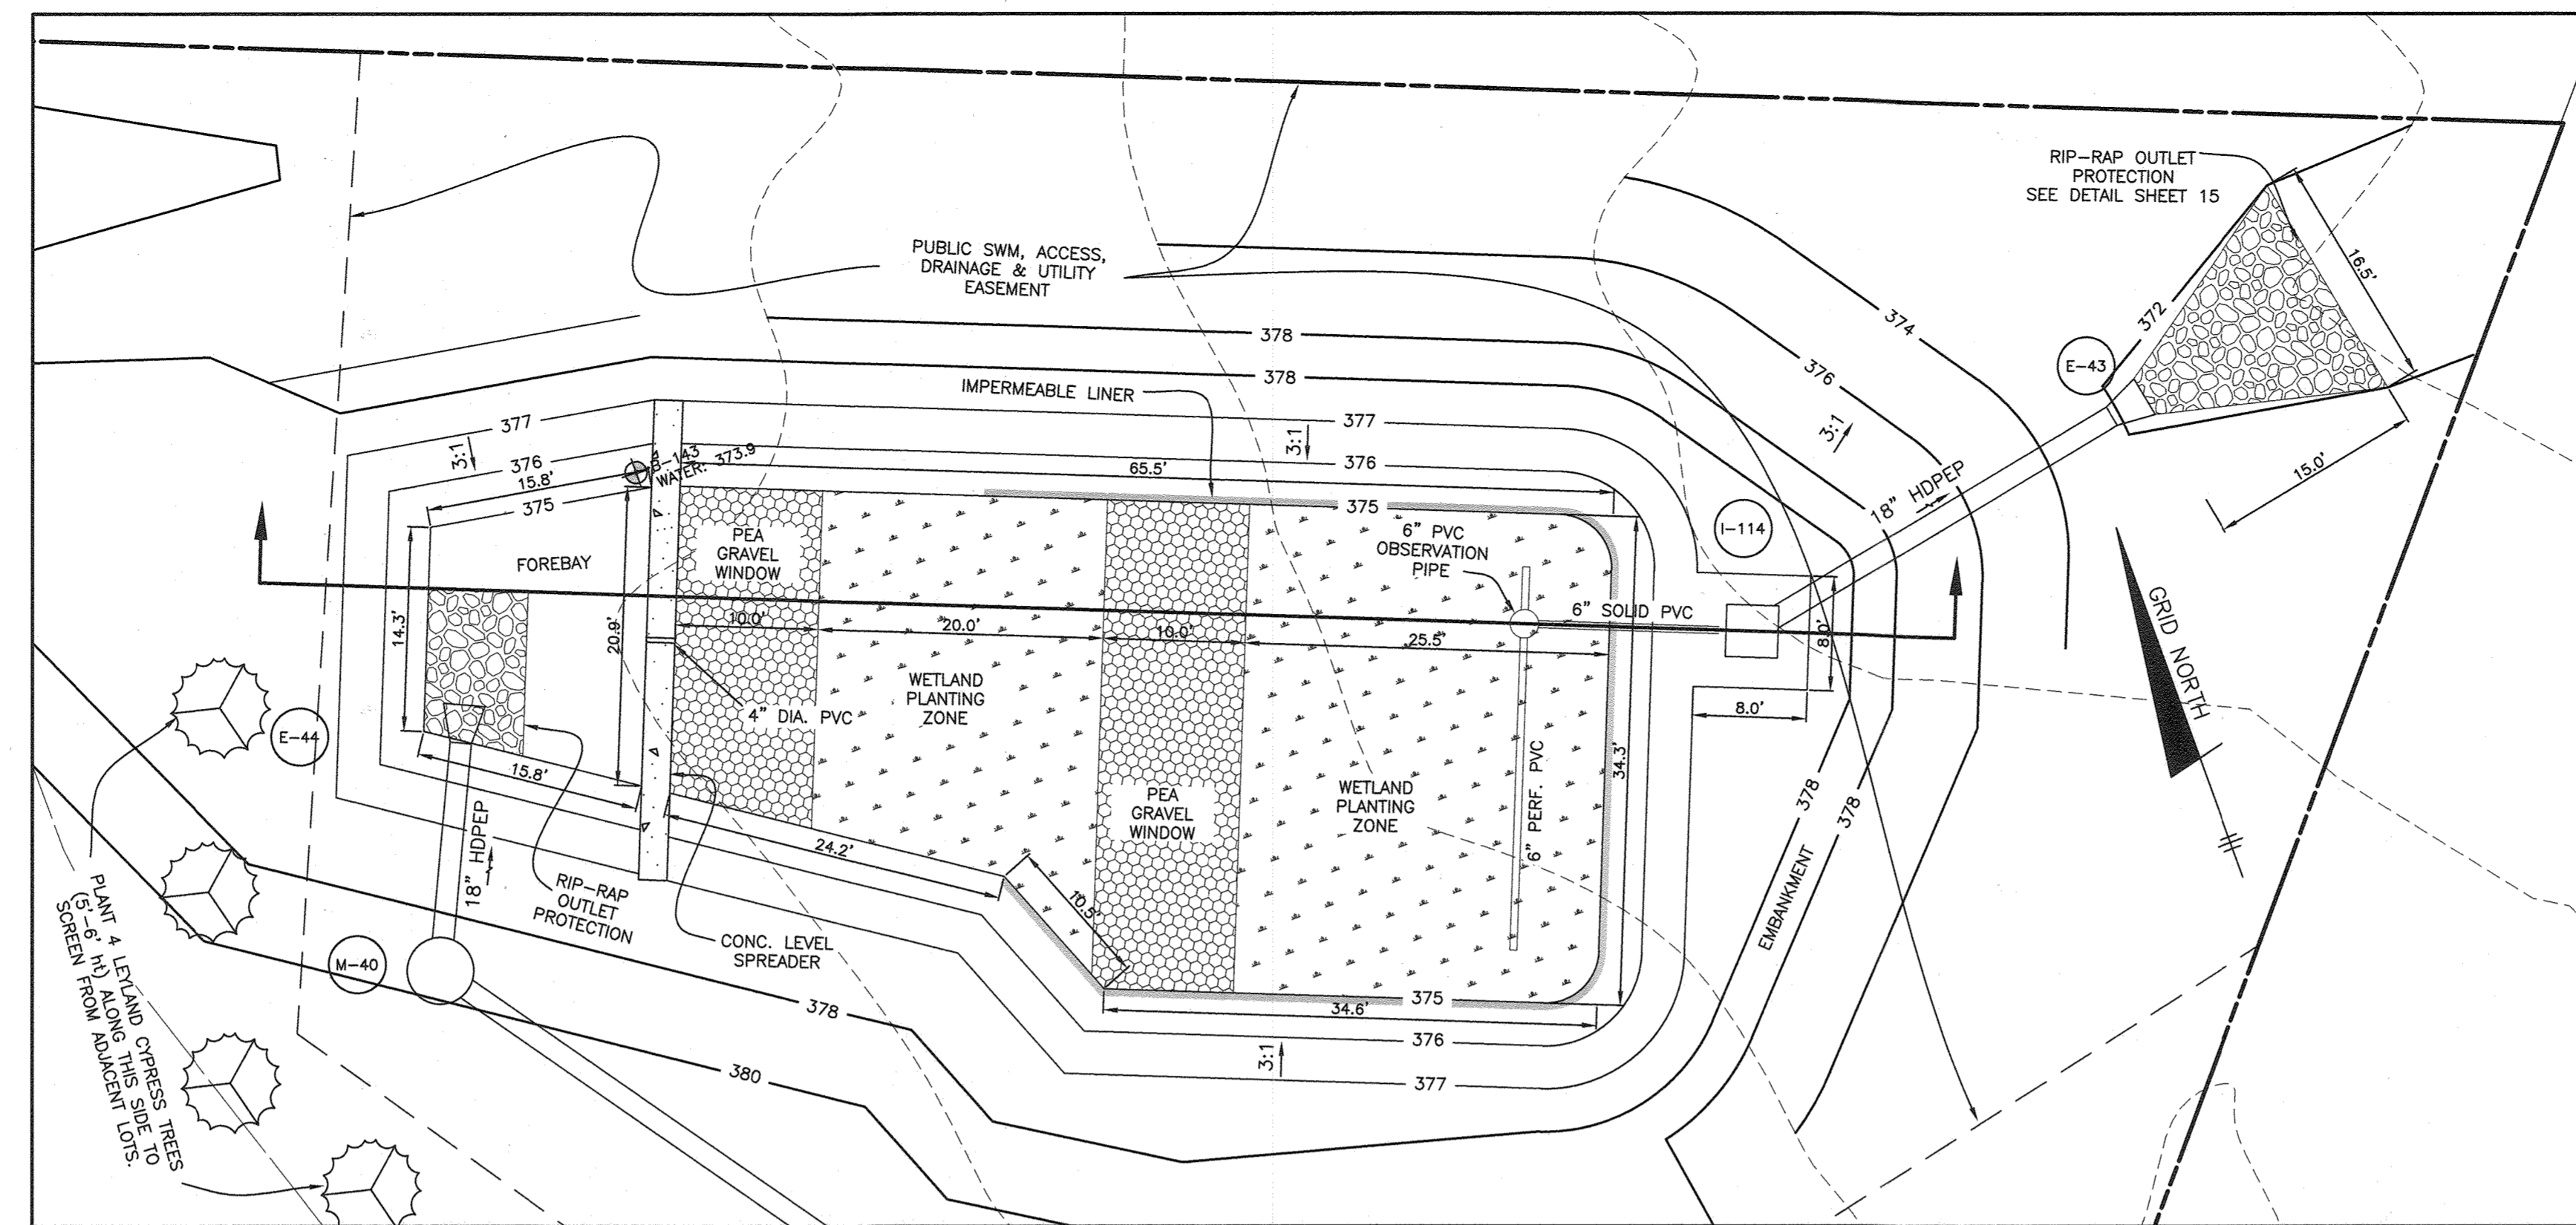 RIP-RAP OUTLET
PROTECTION
SEE DETAIL SHEET 15
16.5'
PUBLIC SWM, ACCESS,
DRAINAGE & UTILITY
EASEMENT
372
374
378
E-43
376
378
IMPERMEABLE LINER
377
377
3:1
3:1
3:1
B-143
WATER: 373.9
376
376
65.5'
15.8'
15.0'
18" HDPEP
375
375
PEA
GRAVEL
WINDOW
6" PVC
OBSERVATION
PIPE
I-114
FOREBAY
6" SOLID PVC
14.3'
20.9'
10.0'
20.0'
10.0'
25.5'
8.0'
GRID NORTH
WETLAND
PLANTING
ZONE
4" DIA. PVC
8.0'
E-44
15.8'
34.3'
PEA
GRAVEL
WINDOW
WETLAND
PLANTING
ZONE
6" PERF. PVC
378
378
18" HDPEP
24.2'
10.5'
EMBANKMENT
RIP-RAP
OUTLET
PROTECTION
CONC. LEVEL
SPREADER
M-40
PLANT 4 LEYLAND CYPRESS TREES
(5'-6' ht) ALONG THIS SIDE TO
SCREEN FROM ADJACENT LOTS.
378
375
34.6'
376
3:1
377
380